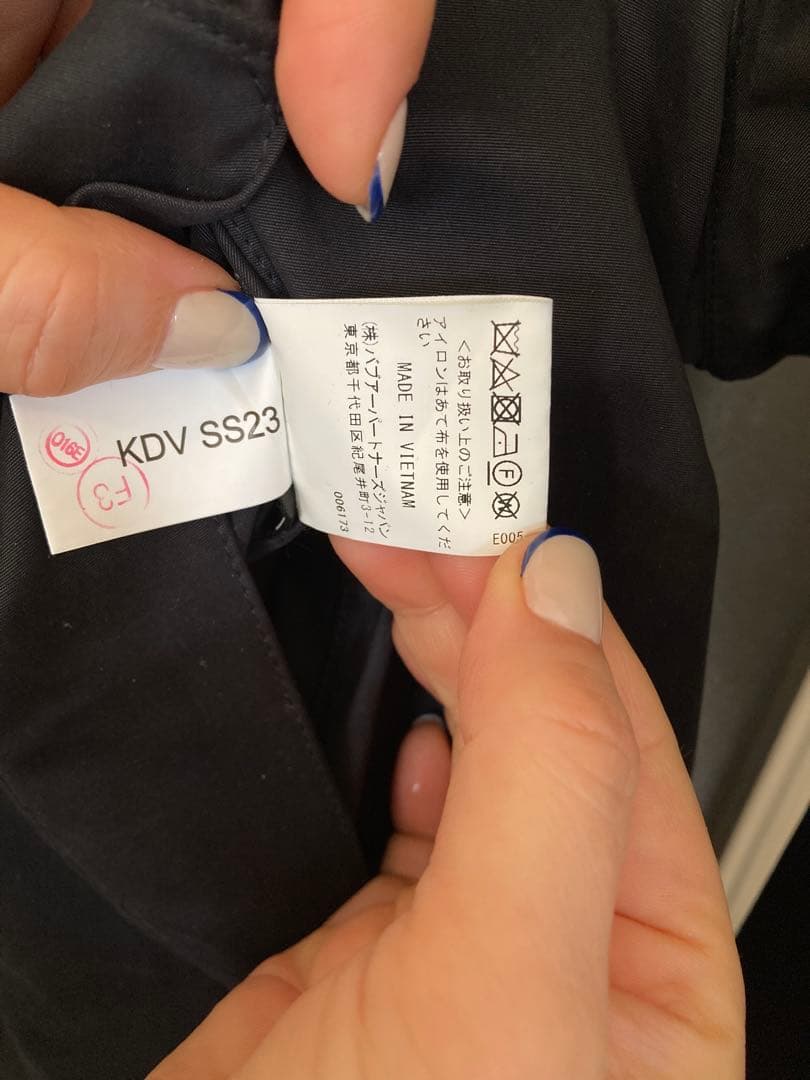 E005
<お取り扱い上のご注意>
アイロンはあて布を使用してくだ
さい
MADE IN VIETNAM
(株)バブアーパートナーズジャパン
東京都千代田区紀尾井町3-12
006173
KDV SS23
016E
F3